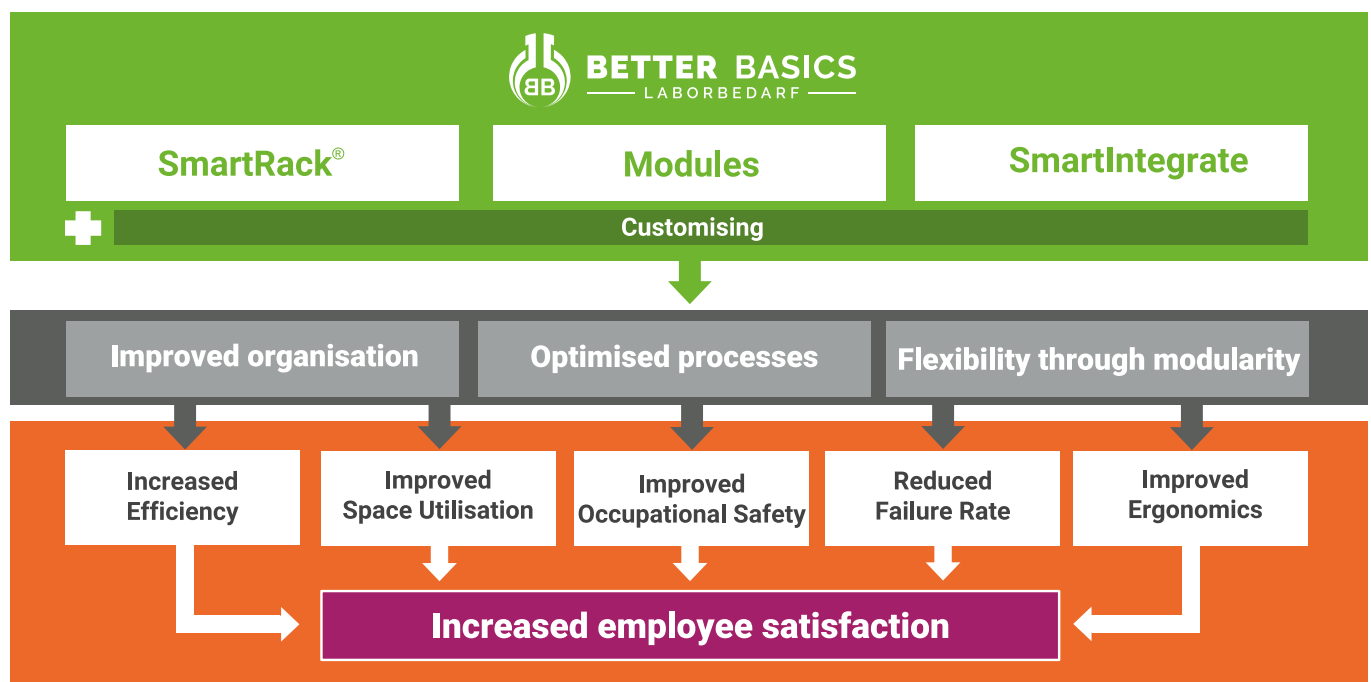 BB
BETTER BASICS
LABORBEDARF
SmartRack®
Modules
SmartIntegrate
Customising
Improved organisation
Optimised processes
Flexibility through modularity
Increased
Efficiency
Improved
Space Utilisation
Improved
Occupational Safety
Reduced
Failure Rate
Improved
Ergonomics
Increased employee satisfaction